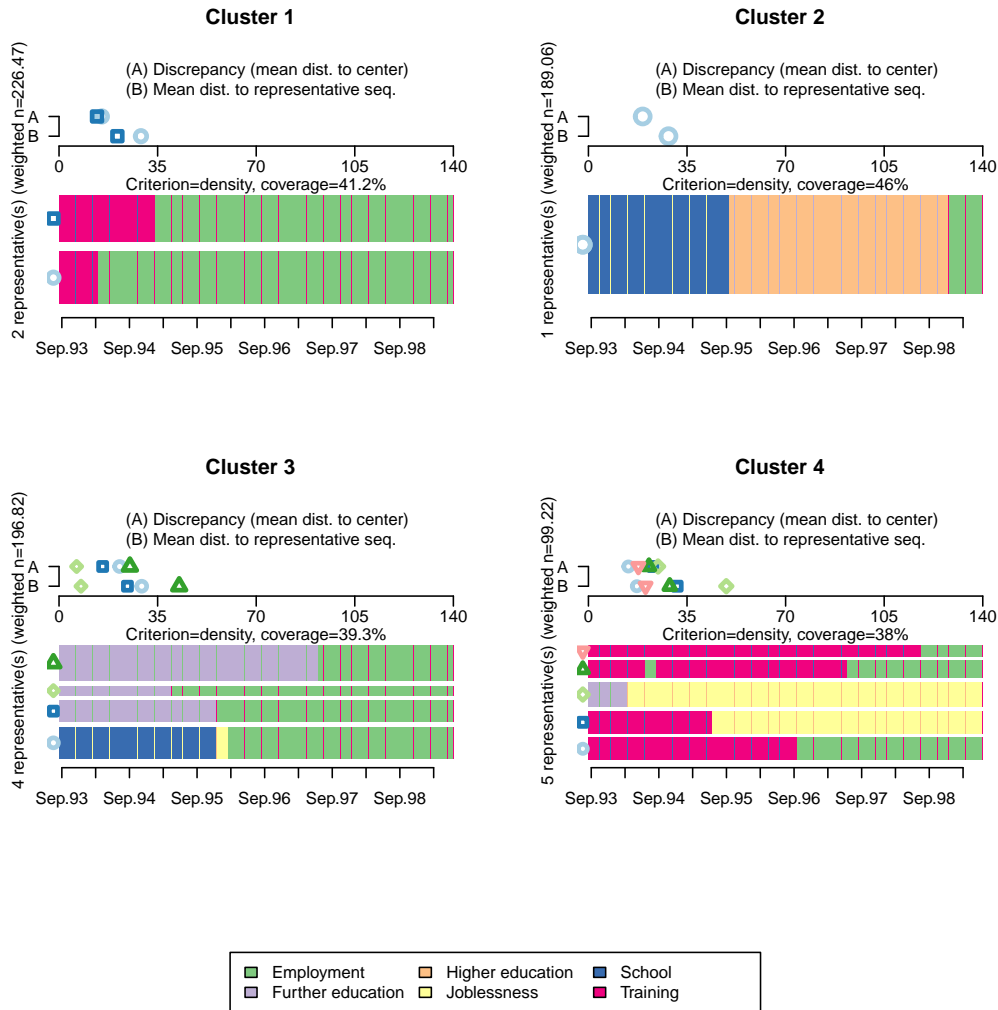 Cluster 1
2 representative(s) (weighted n=226.47)
(A) Discrepancy (mean dist. to center)
(B) Mean dist. to representative seq.
A
B
0 35 70 105 140
Criterion=density, coverage=41.2%
Sep.93 Sep.94 Sep.95 Sep.96 Sep.97 Sep.98
Cluster 2
1 representative(s) (weighted n=189.06)
(A) Discrepancy (mean dist. to center)
(B) Mean dist. to representative seq.
A
B
0 35 70 105 140
Criterion=density, coverage=46%
Sep.93 Sep.94 Sep.95 Sep.96 Sep.97 Sep.98
Cluster 3
4 representative(s) (weighted n=196.82)
(A) Discrepancy (mean dist. to center)
(B) Mean dist. to representative seq.
A
B
0 35 70 105 140
Criterion=density, coverage=39.3%
Sep.93 Sep.94 Sep.95 Sep.96 Sep.97 Sep.98
Cluster 4
5 representative(s) (weighted n=99.22)
(A) Discrepancy (mean dist. to center)
(B) Mean dist. to representative seq.
A
B
0 35 70 105 140
Criterion=density, coverage=38%
Sep.93 Sep.94 Sep.95 Sep.96 Sep.97 Sep.98
Employment Higher education School
Further education Joblessness Training